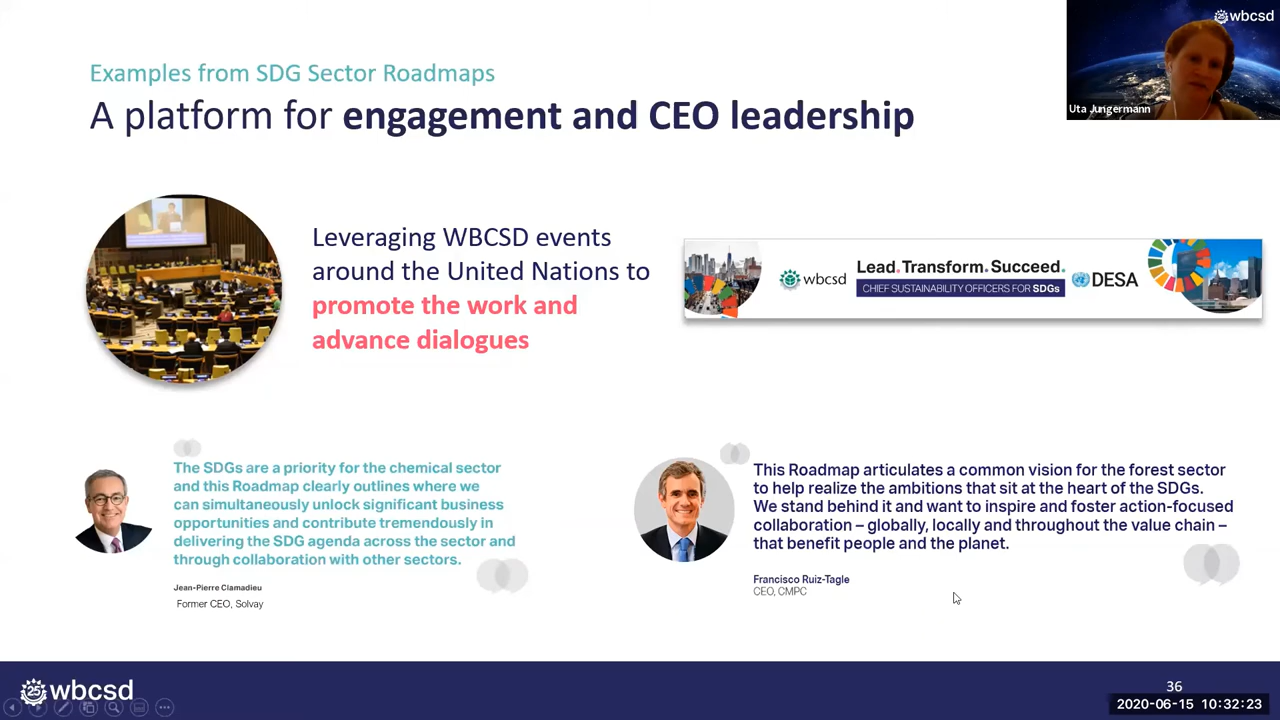 wbcsd
Uta Jungermann
Examples from SDG Sector Roadmaps
A platform for engagement and CEO leadership
Leveraging WBCSD events
around the United Nations to
promote the work and
advance dialogues
wbcsd
Lead.Transform.Succeed.
CHIEF SUSTAINABILITY OFFICERS FOR SDGs
DESA
The SDGs are a priority for the chemical sector
and this Roadmap clearly outlines where we
can simultaneously unlock significant business
opportunities and contribute tremendously in
delivering the SDG agenda across the sector and
through collaboration with other sectors.
Jean-Pierre Clamadieu
Former CEO, Solvay
This Roadmap articulates a common vision for the forest sector
to help realize the ambitions that sit at the heart of the SDGs.
We stand behind it and want to inspire and foster action-focused
collaboration – globally, locally and throughout the value chain –
that benefit people and the planet.
Francisco Ruiz-Tagle
CEO, CMPC
25 wbcsd
36
2020-06-15 10:32:23